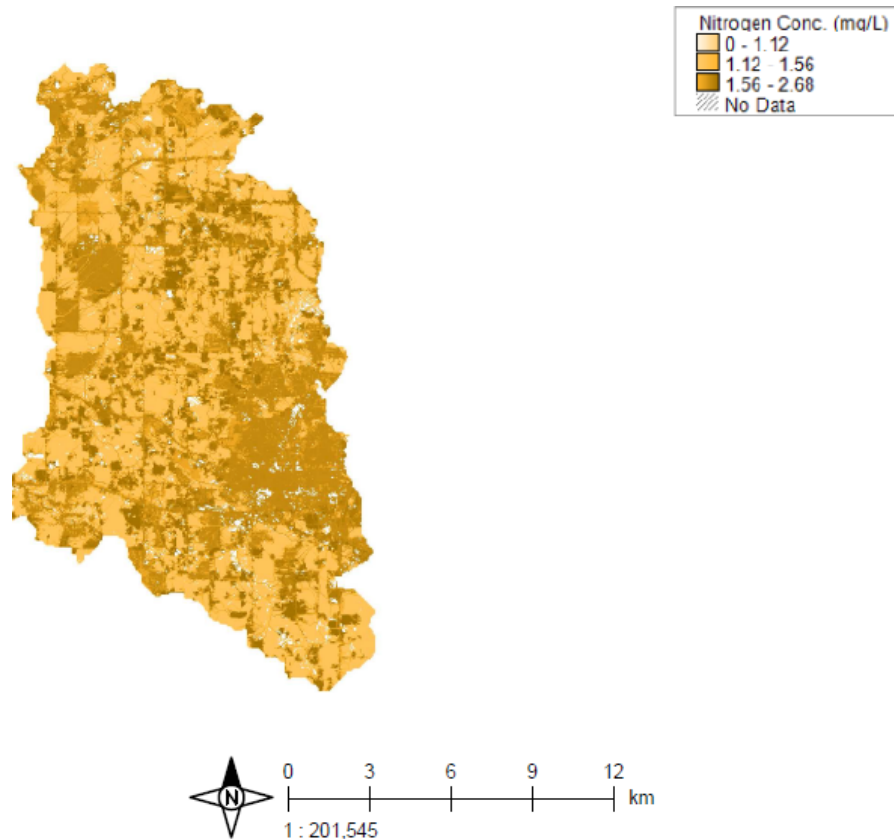 Nitrogen Conc. (mg/L)
0 - 1.12
1.12 - 1.56
1.56 - 2.68
No Data
0 3 6 9 12
km
N
1 : 201,545